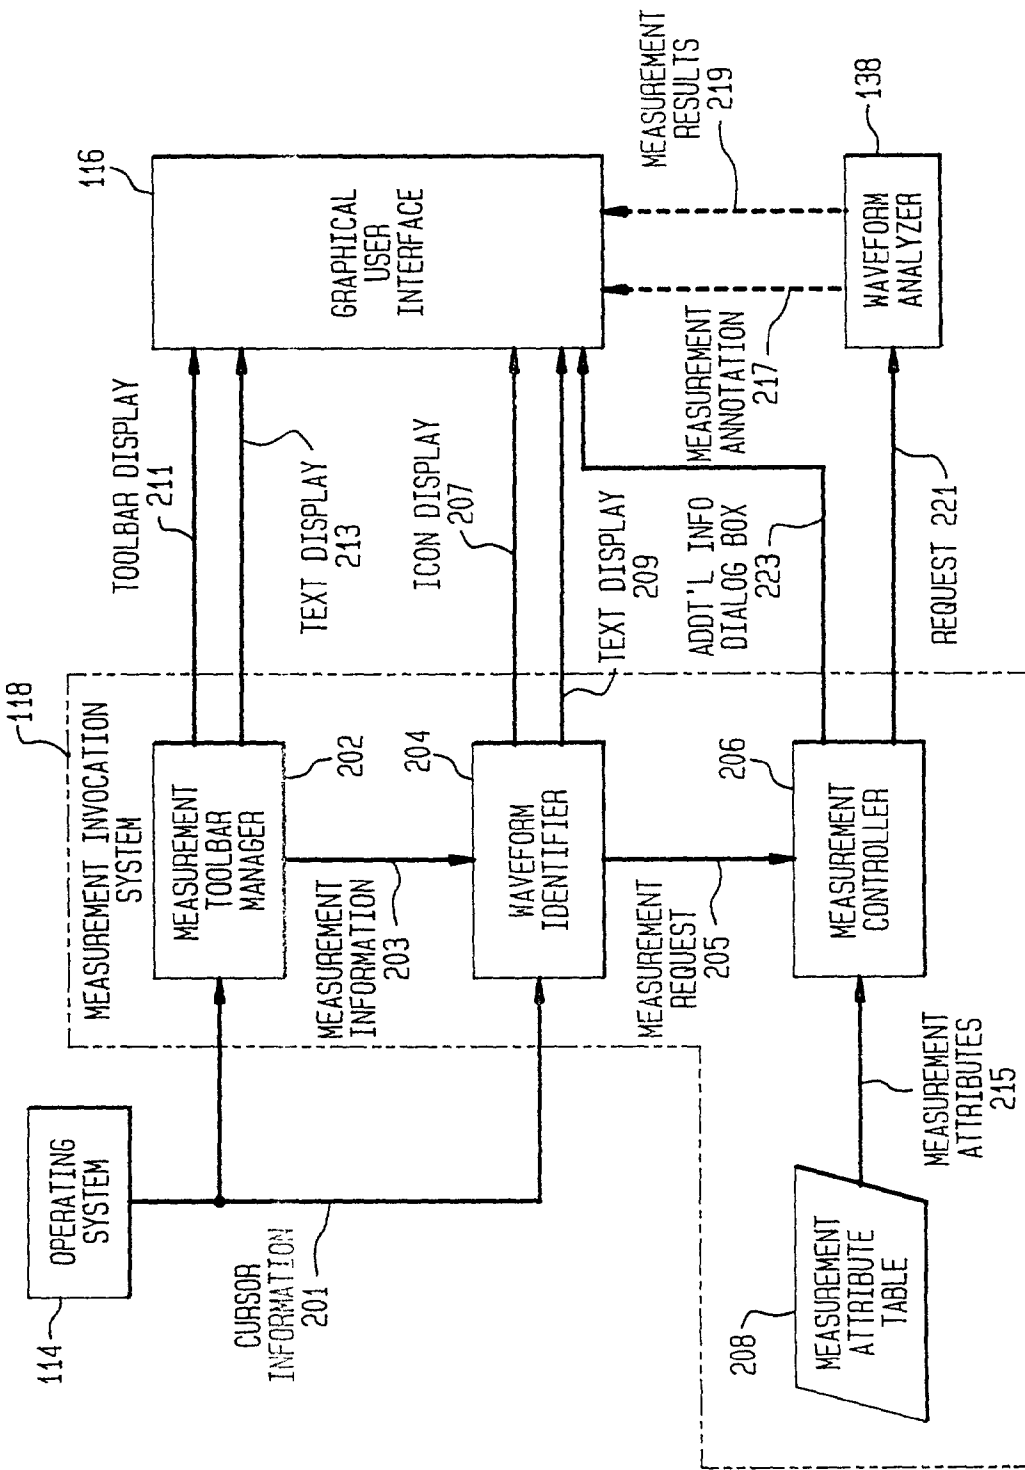 114
OPERATING
SYSTEM
CURSOR
INFORMATION
201
118
MEASUREMENT INVOCATION
SYSTEM
MEASUREMENT
TOOLBAR
MANAGER
202
MEASUREMENT
INFORMATION
203
WAVEFORM
IDENTIFIER
204
MEASUREMENT
REQUEST
205
MEASUREMENT
CONTROLLER
206
MEASUREMENT
ATTRIBUTES
215
208
MEASUREMENT
ATTRIBUTE
TABLE
TOOLBAR DISPLAY
211
TEXT DISPLAY
213
ICON DISPLAY
207
TEXT DISPLAY
209
ADDT'L INFO
DIALOG BOX
223
REQUEST 221
116
GRAPHICAL
USER
INTERFACE
MEASUREMENT
ANNOTATION
217
MEASUREMENT
RESULTS
219
WAVEFORM
ANALYZER
138